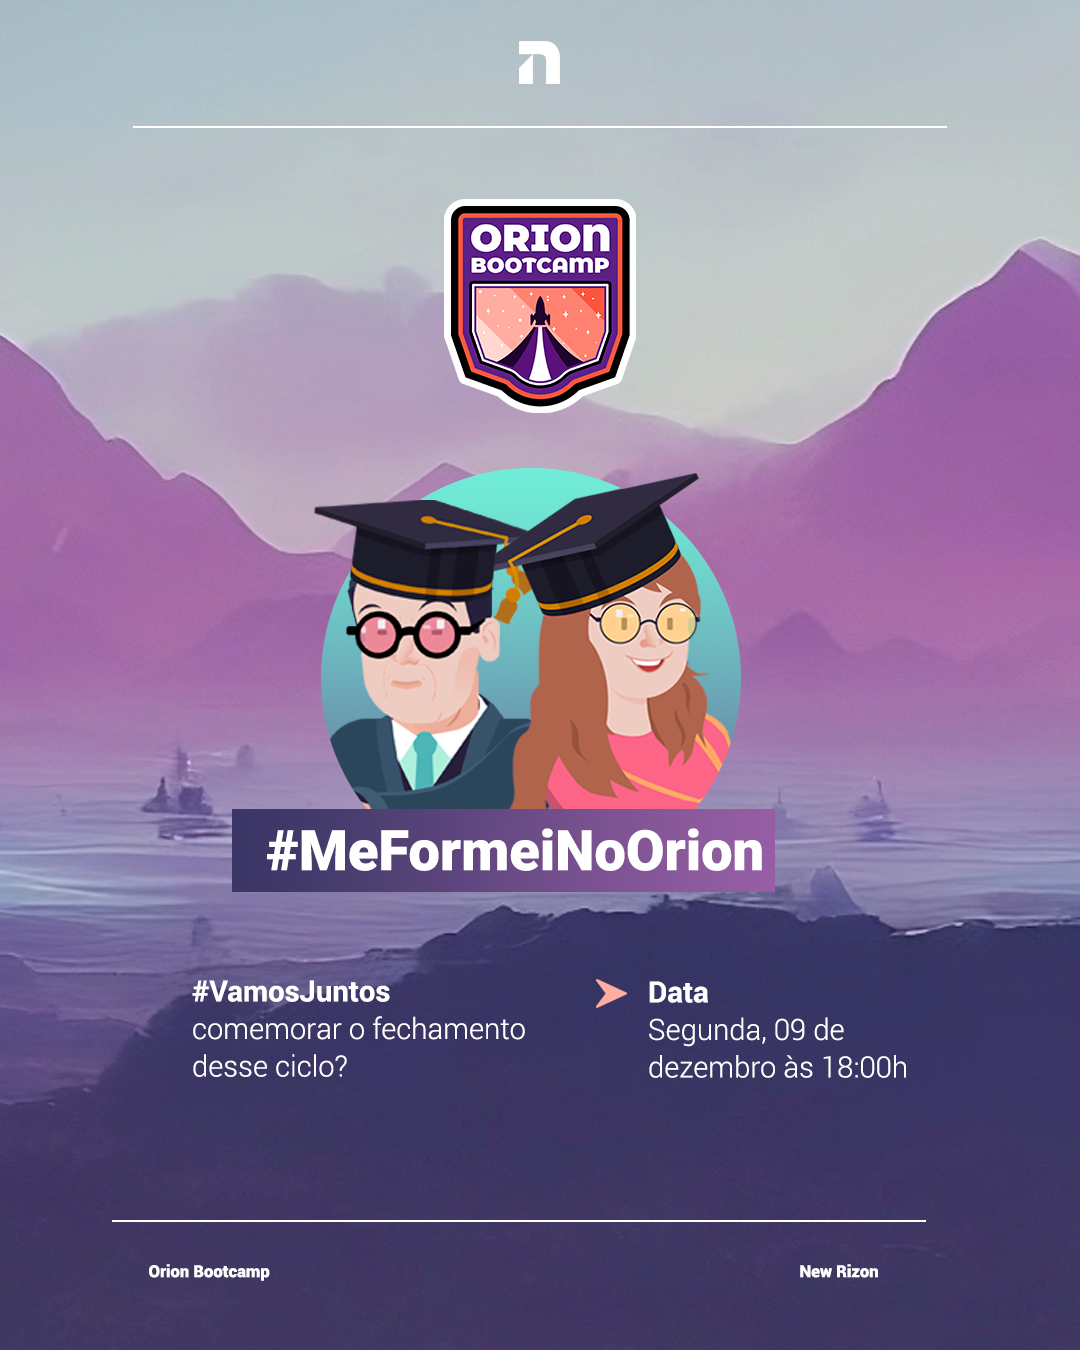 ORION
BOOTCAMP
#MeFormeiNoOrion
#VamosJuntos
comemorar o fechamento
desse ciclo?
Data
Segunda, 09 de
dezembro às 18:00h
Orion Bootcamp
New Rizon